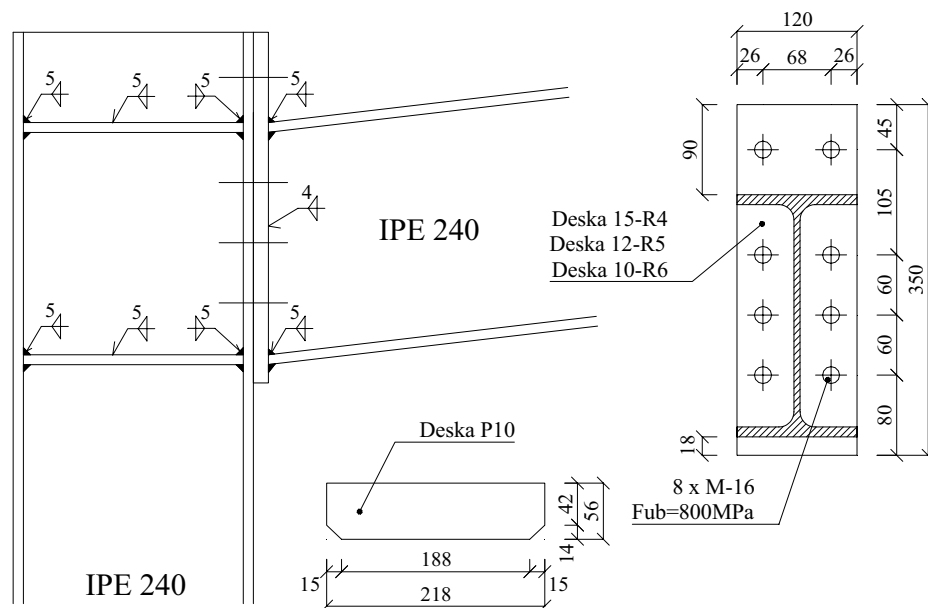 5 5 5 5
4
IPE 240
5 5 5 5
IPE 240
Deska P10
42
56
14
15 188 15
218
120
26 68 26
90
45
105
60
60
80
350
18
Deska 15-R4
Deska 12-R5
Deska 10-R6
8 x M-16
Fub=800MPa